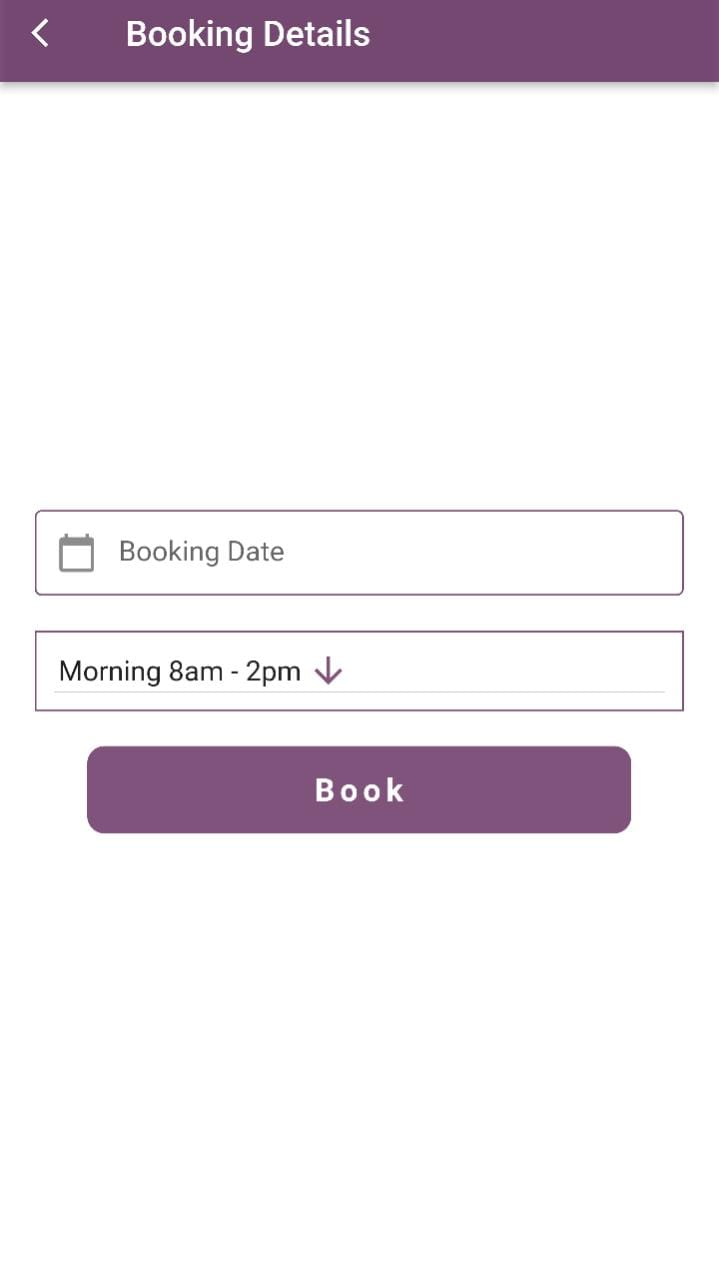 Booking Details
Booking Date
Morning 8am - 2pm
Book